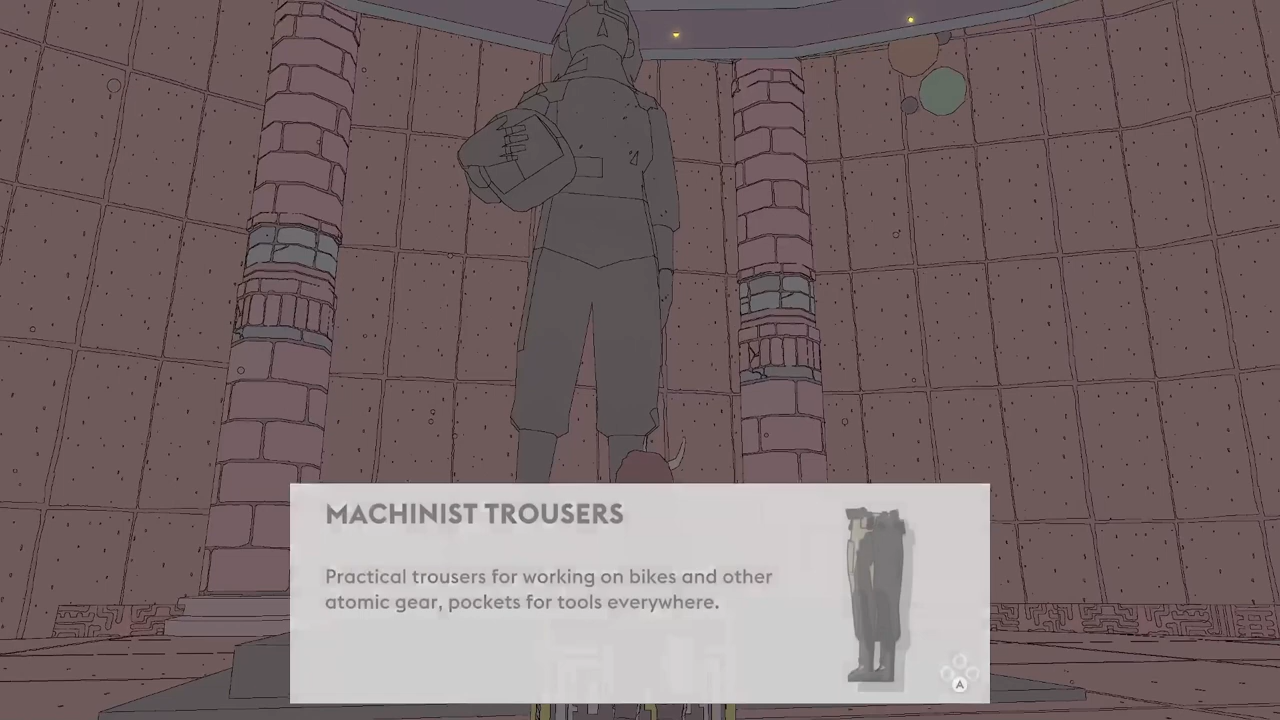 MACHINIST TROUSERS
Practical trousers for working on bikes and other
atomic gear, pockets for tools everywhere.
A